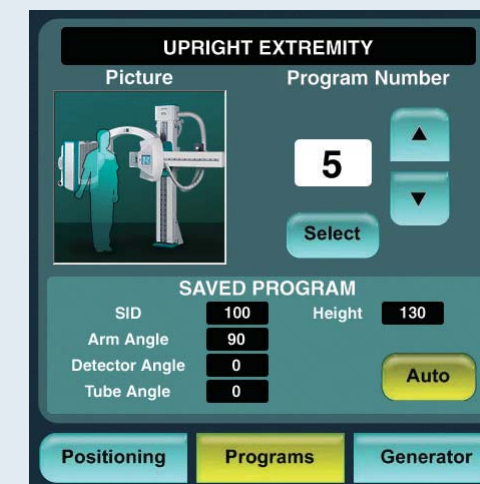 UPRIGHT EXTREMITY
Picture
Program Number
5
Select
SAVED PROGRAM
SID 100 Height 130
Arm Angle 90
Detector Angle 0
Tube Angle 0
Auto
Positioning Programs Generator